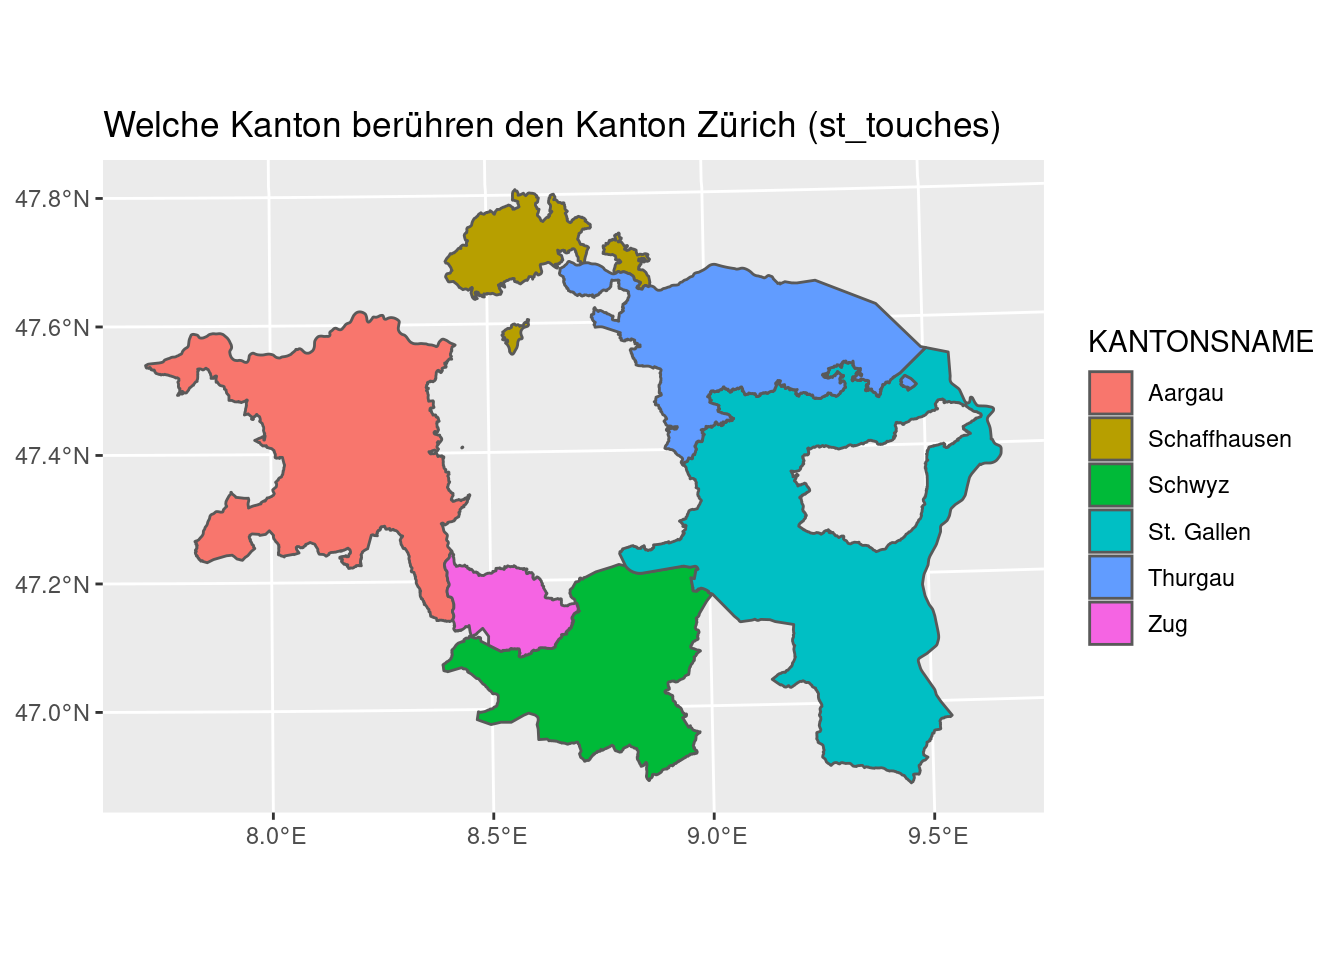 Welche Kanton berühren den Kanton Zürich (st_touches)
47.8°N
47.6°N
47.4°N
47.2°N
47.0°N
8.0°E
8.5°E
9.0°E
9.5°E
KANTONSNAME
Aargau
Schaffhausen
Schwyz
St. Gallen
Thurgau
Zug